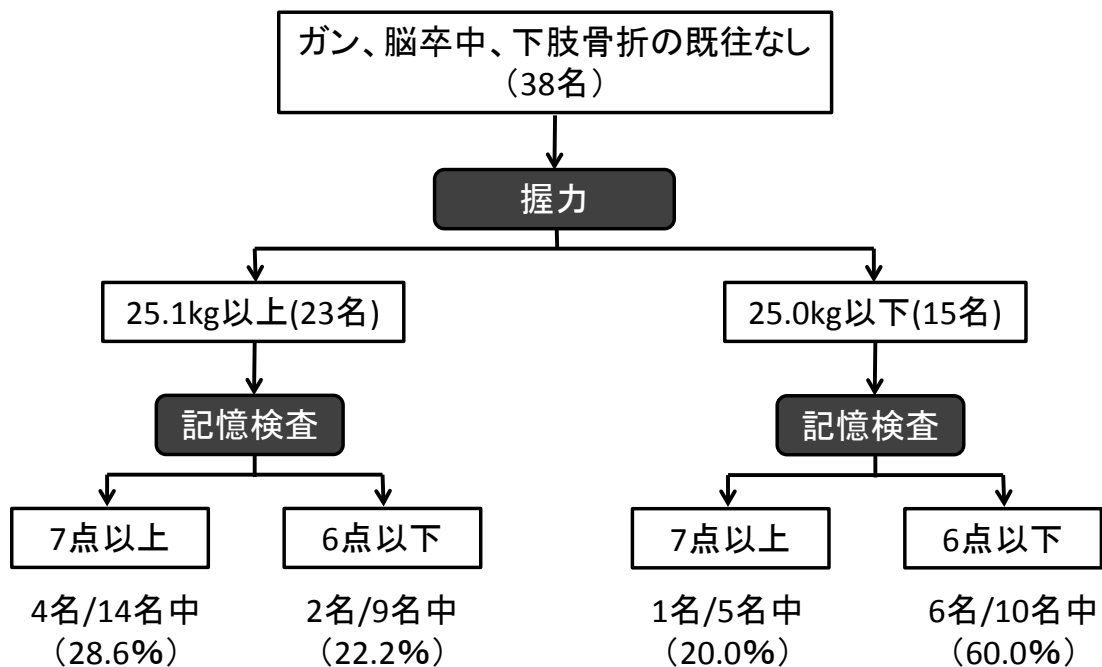 ガン、脳卒中、下肢骨折の既往なし
（38名）
握力
25.1kg以上(23名)
25.0kg以下(15名)
記憶検査
記憶検査
7点以上
6点以下
7点以上
6点以下
4名/14名中
（28.6%）
2名/9名中
（22.2%）
1名/5名中
（20.0%）
6名/10名中
（60.0%）